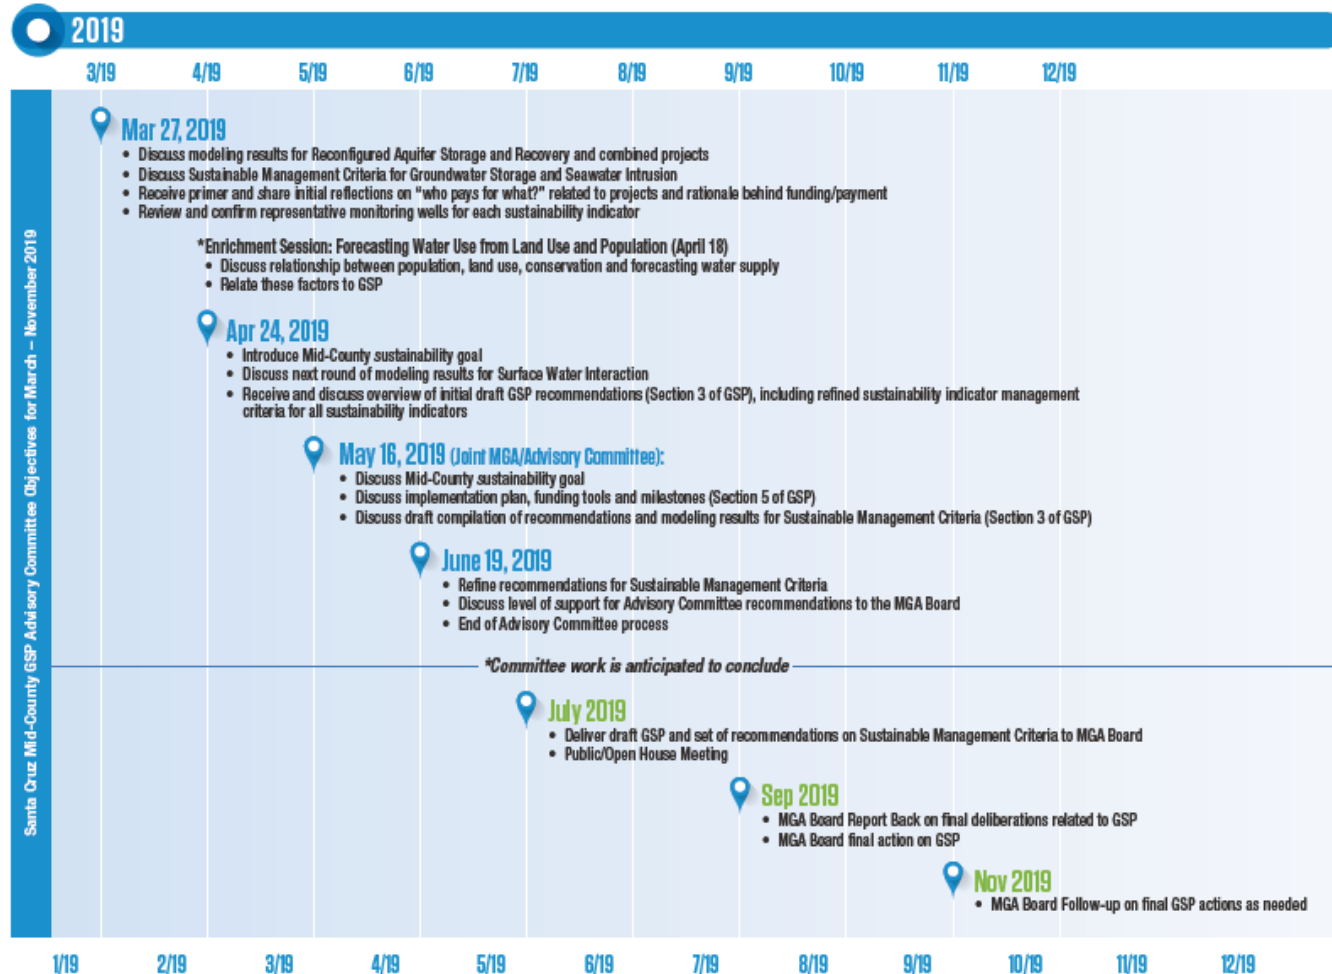 2019
3/19 4/19 5/19 6/19 7/19 8/19 9/19 10/19 11/19 12/19
Santa Cruz Mid-County GSP Advisory Committee Objectives for March – November 2019
Mar 27, 2019
• Discuss modeling results for Reconfigured Aquifer Storage and Recovery and combined projects
• Discuss Sustainable Management Criteria for Groundwater Storage and Seawater Intrusion
• Receive primer and share initial reflections on "who pays for what?" related to projects and rationale behind funding/payment
• Review and confirm representative monitoring wells for each sustainability indicator
*Enrichment Session: Forecasting Water Use from Land Use and Population (April 18)
• Discuss relationship between population, land use, conservation and forecasting water supply
• Relate these factors to GSP
Apr 24, 2019
• Introduce Mid-County sustainability goal
• Discuss next round of modeling results for Surface Water Interaction
• Receive and discuss overview of initial draft GSP recommendations (Section 3 of GSP), including refined sustainability indicator management
criteria for all sustainability indicators
May 16, 2019 (Joint MGA/Advisory Committee):
• Discuss Mid-County sustainability goal
• Discuss implementation plan, funding tools and milestones (Section 5 of GSP)
• Discuss draft compilation of recommendations and modeling results for Sustainable Management Criteria (Section 3 of GSP)
June 19, 2019
• Refine recommendations for Sustainable Management Criteria
• Discuss level of support for Advisory Committee recommendations to the MGA Board
• End of Advisory Committee process
*Committee work is anticipated to conclude
July 2019
• Deliver draft GSP and set of recommendations on Sustainable Management Criteria to MGA Board
• Public/Open House Meeting
Sep 2019
• MGA Board Report Back on final deliberations related to GSP
• MGA Board final action on GSP
Nov 2019
• MGA Board Follow-up on final GSP actions as needed
1/19 2/19 3/19 4/19 5/19 6/19 7/19 8/19 9/19 10/19 11/19 12/19